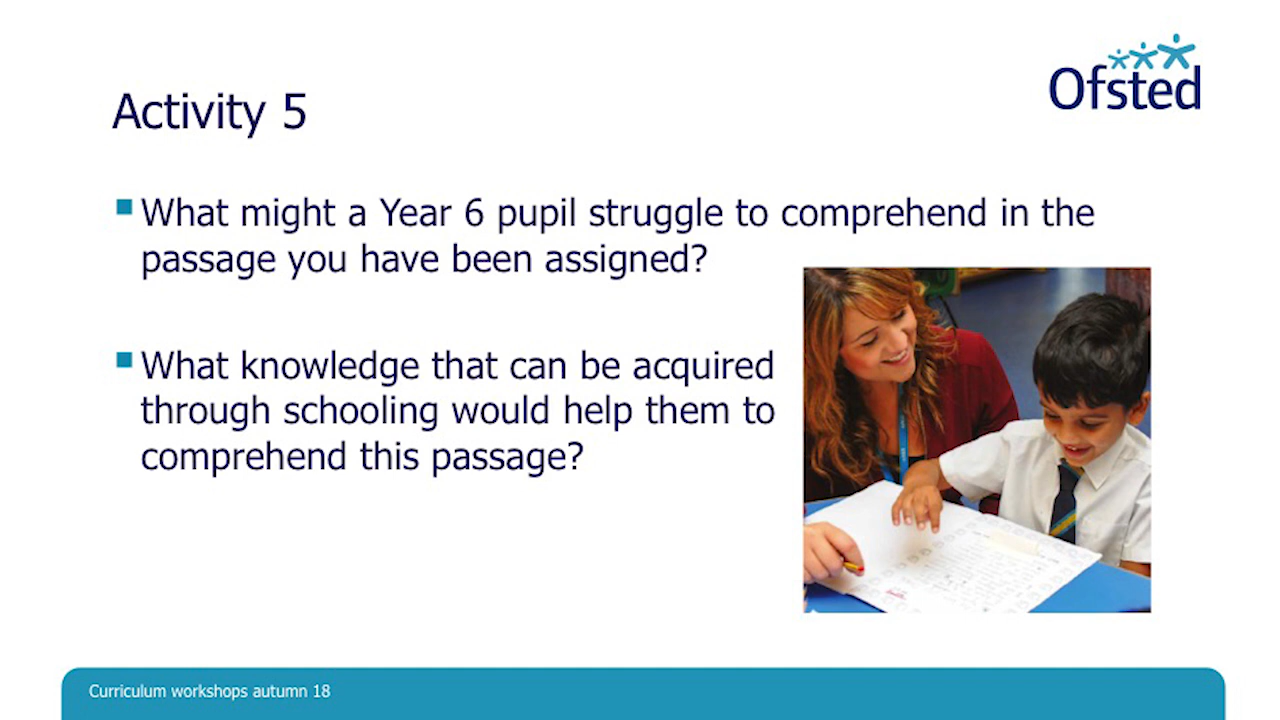 Ofsted
Activity 5
What might a Year 6 pupil struggle to comprehend in the
passage you have been assigned?
What knowledge that can be acquired
through schooling would help them to
comprehend this passage?
Curriculum workshops autumn 18